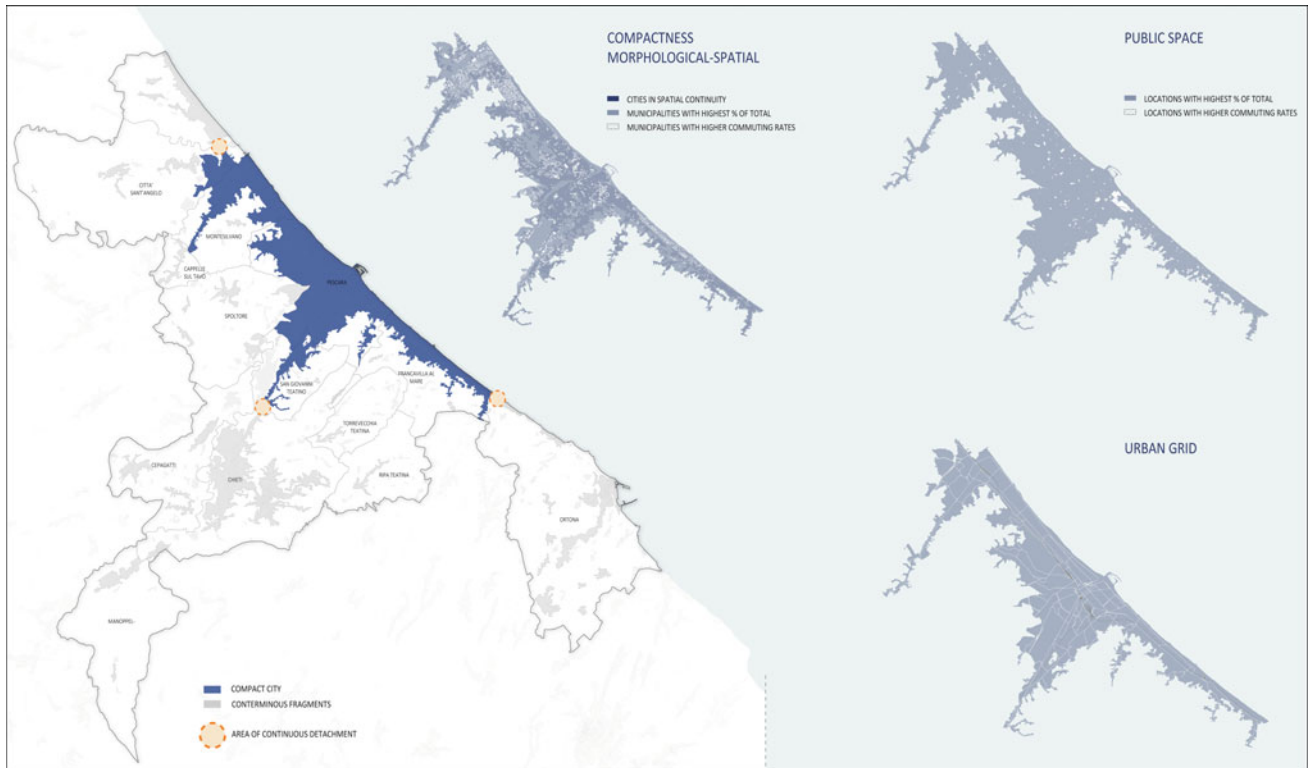 COMPACTNESS
MORPHOLOGICAL-SPATIAL
CITIES IN SPATIAL CONTINUITY
MUNICIPALITIES WITH HIGHEST % OF TOTAL
MUNICIPALITIES WITH HIGHER COMMUTING RATES
PUBLIC SPACE
LOCATIONS WITH HIGHEST % OF TOTAL
LOCATIONS WITH HIGHER COMMUTING RATES
CITTA'
SANT'ANGELO
MONTESILVANO
CAPPELLE
SUL TAVO
PESCARA
SPOLTORE
SAN GIOVANNI
TEATINO
FRANCAVILLA AL
MARE
TORREVECCHIA
TEATINA
CEPAGATTI
CHIETI
RIPA TEATINA
ORTONA
MANOPPEL-
URBAN GRID
COMPACT CITY
CONTERMINOUS FRAGMENTS
AREA OF CONTINUOUS DETACHMENT